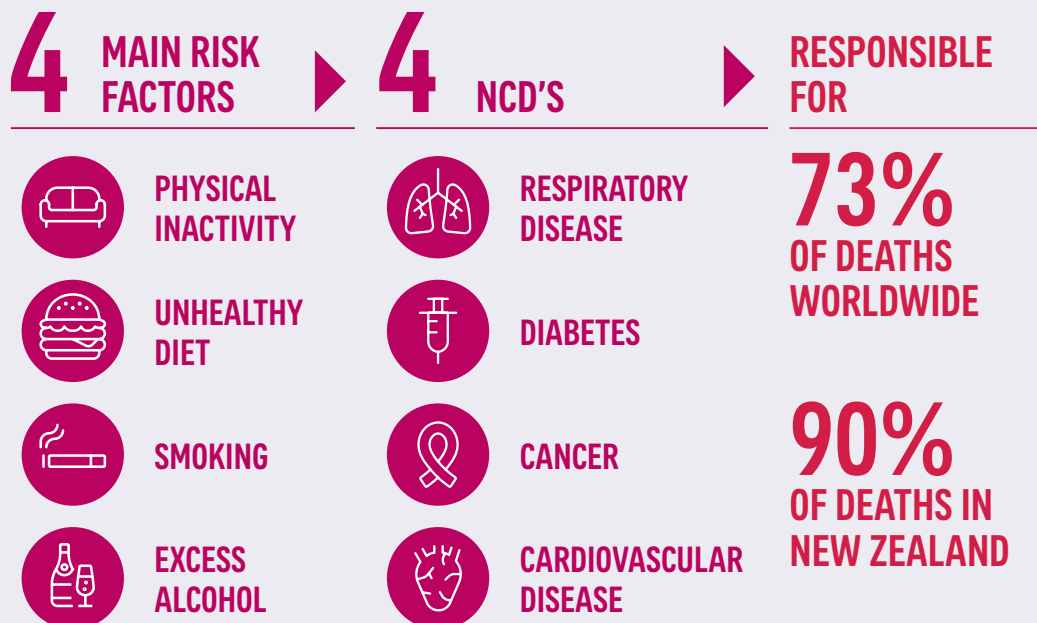 4 MAIN RISK
FACTORS
4 NCD'S
RESPONSIBLE
FOR
PHYSICAL
INACTIVITY
UNHEALTHY
DIET
SMOKING
EXCESS
ALCOHOL
RESPIRATORY
DISEASE
DIABETES
CANCER
CARDIOVASCULAR
DISEASE
73%
OF DEATHS
WORLDWIDE
90%
OF DEATHS IN
NEW ZEALAND